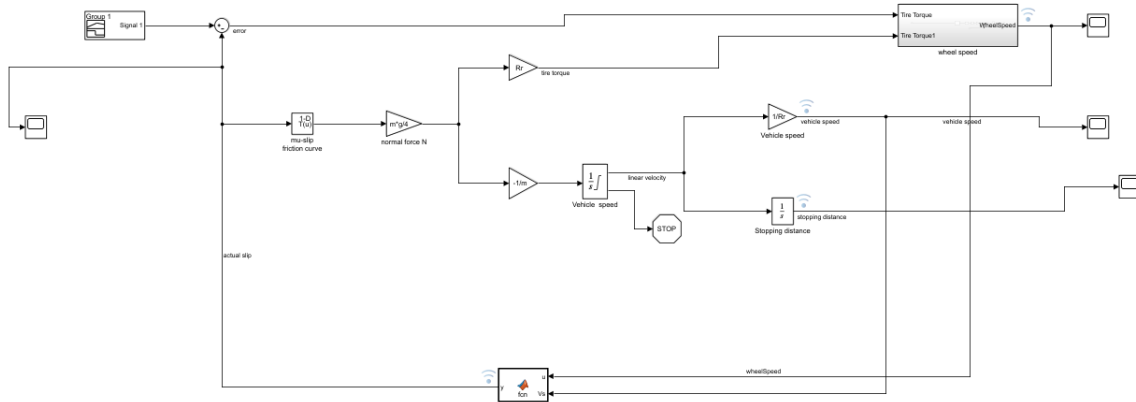 Group 1
Signal 1
error
Tire Torque
Tire Torque1
WheelSpeed
wheel speed
Rr
tire torque
1-D
T(u)
mu-slip
friction curve
m*g/4
normal force N
1/Rr
Vehicle speed
vehicle speed
vehicle speed
-1/m
1
s
Vehicle speed
linear velocity
STOP
1
s
stopping distance
Stopping distance
actual slip
wheelSpeed
y
fcn
u
Vs